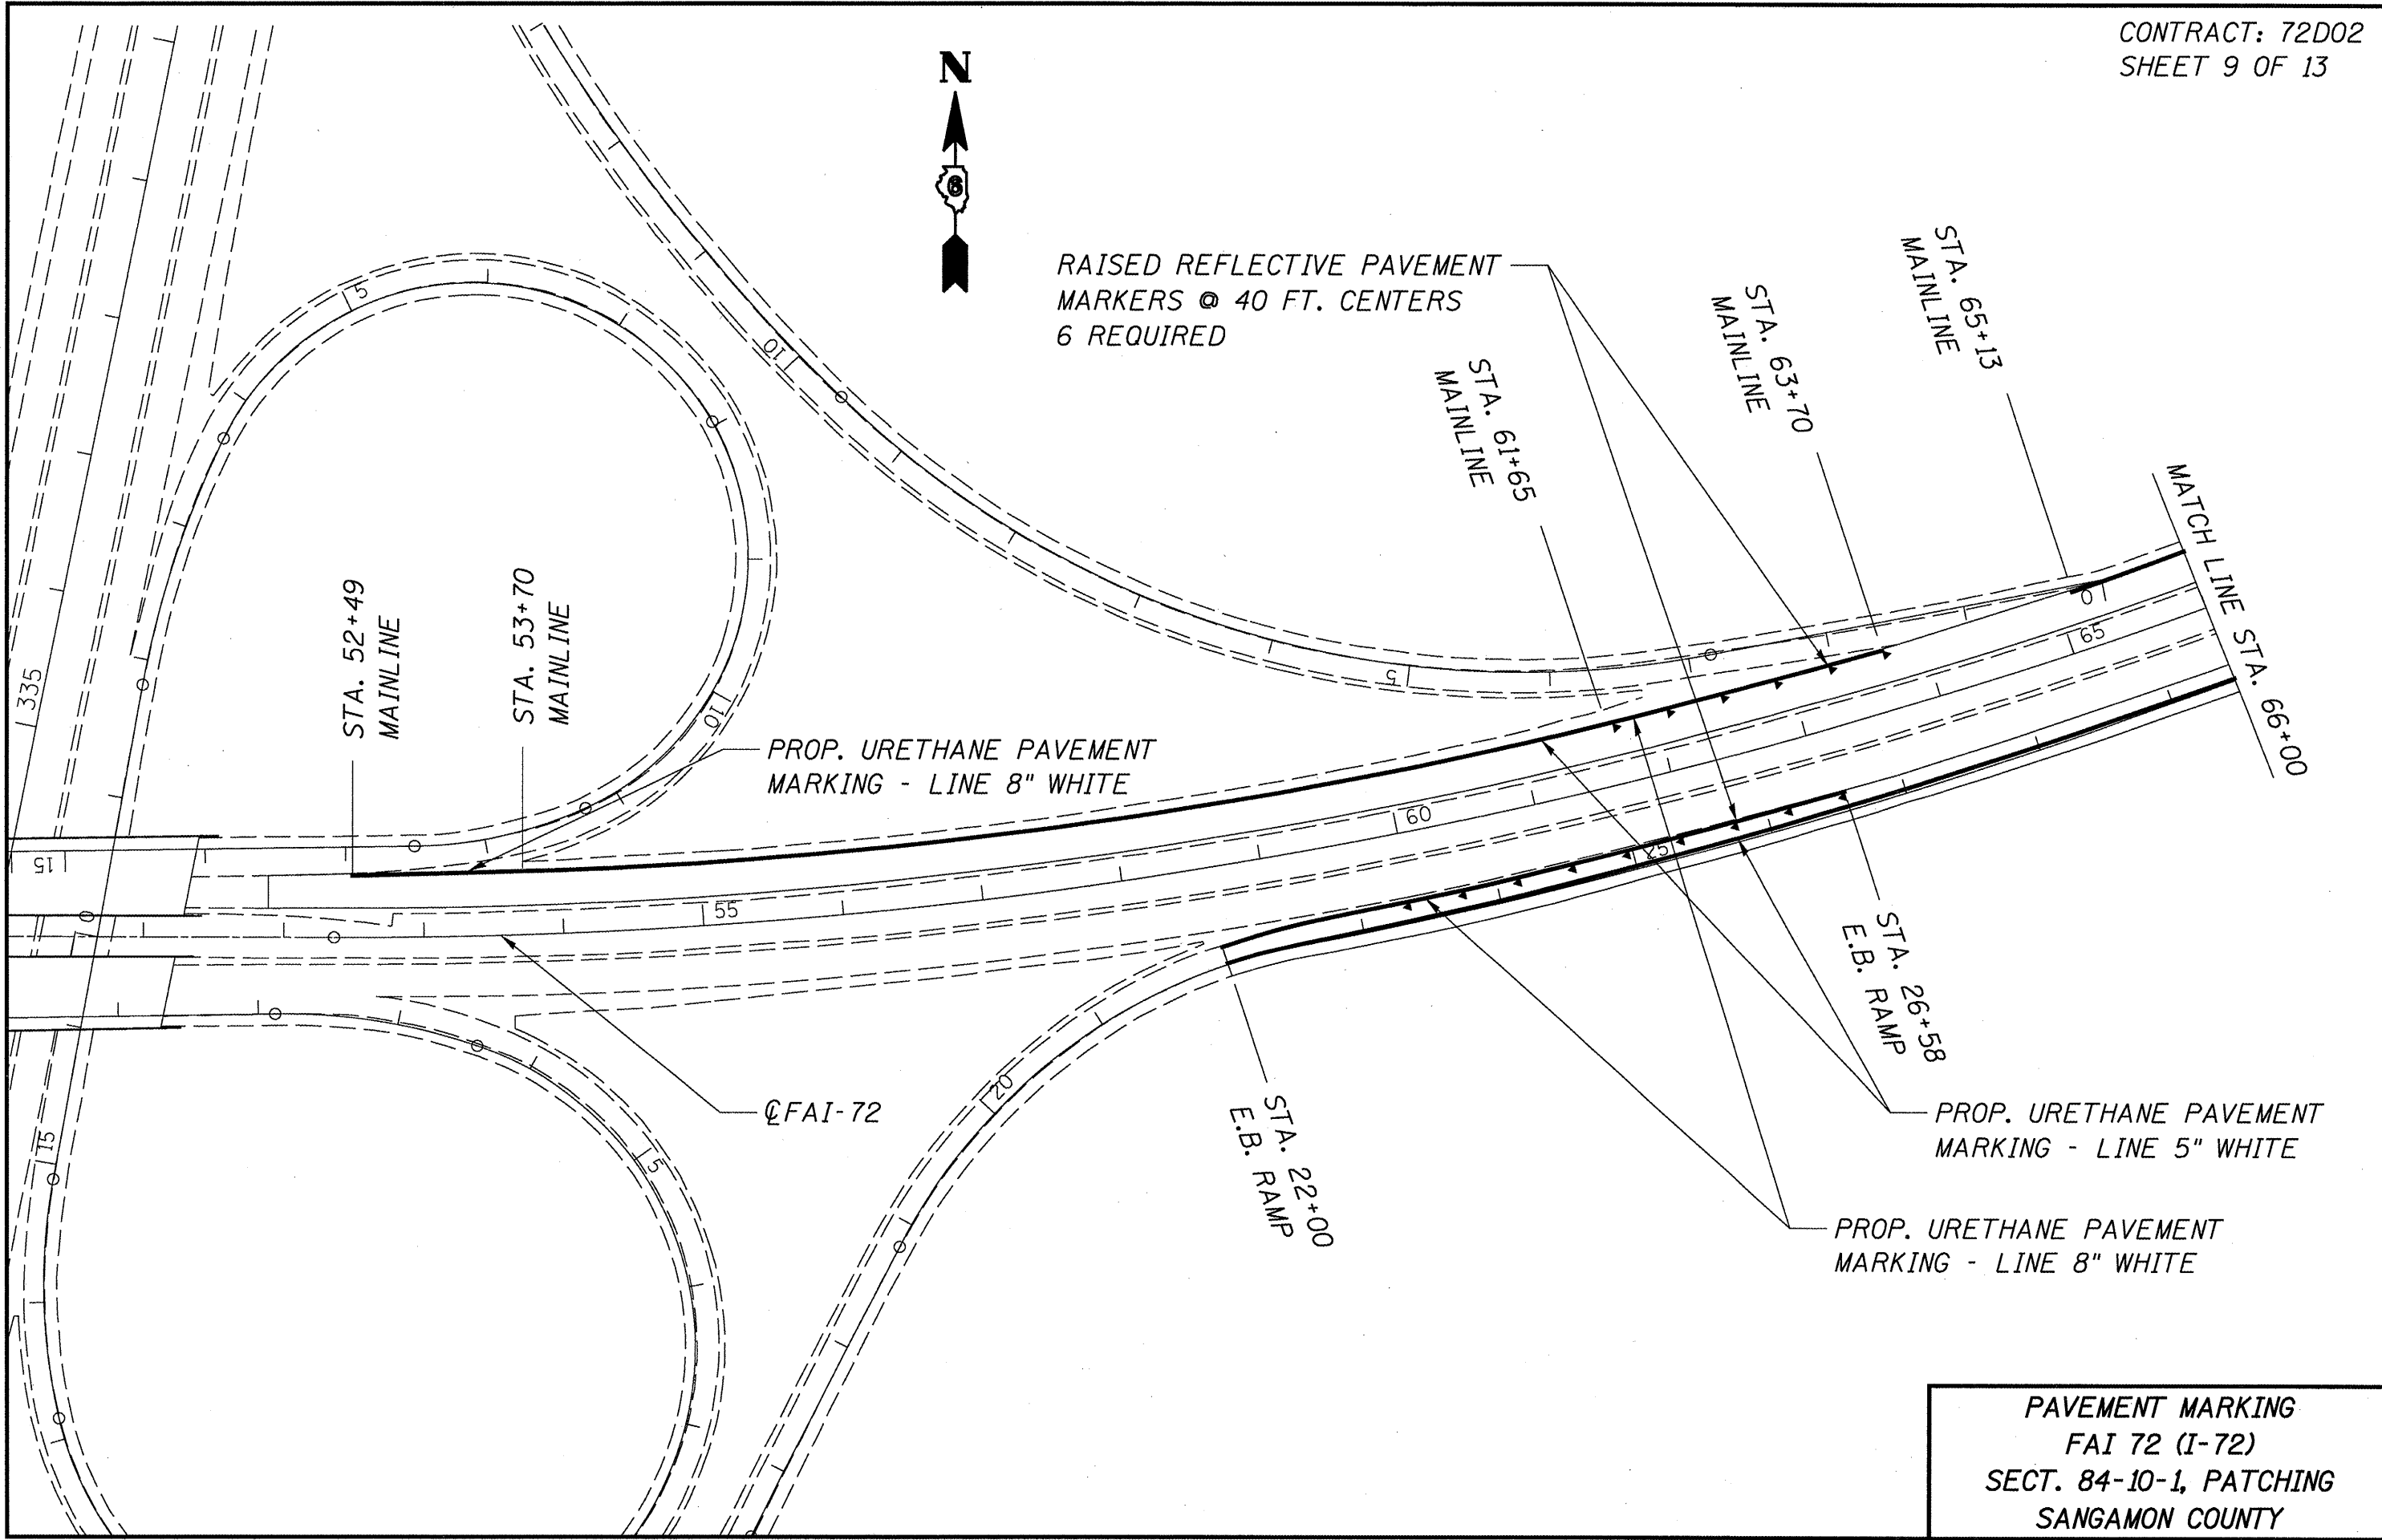 CONTRACT: 72D02
SHEET 9 OF 13
N
6
RAISED REFLECTIVE PAVEMENT
MARKERS @ 40 FT. CENTERS
6 REQUIRED
STA. 61+65
MAINLINE
STA. 63+70
MAINLINE
STA. 65+13
MAINLINE
MATCH LINE STA. 66+00
STA. 52+49
MAINLINE
STA. 53+70
MAINLINE
PROP. URETHANE PAVEMENT
MARKING - LINE 8" WHITE
335
5
10
10
5
0
65
60
55
25
15
0
15
5
20
℄ FAI-72
STA. 22+00
E.B. RAMP
STA. 26+58
E.B. RAMP
PROP. URETHANE PAVEMENT
MARKING - LINE 5" WHITE
PROP. URETHANE PAVEMENT
MARKING - LINE 8" WHITE
PAVEMENT MARKING
FAI 72 (I-72)
SECT. 84-10-1, PATCHING
SANGAMON COUNTY